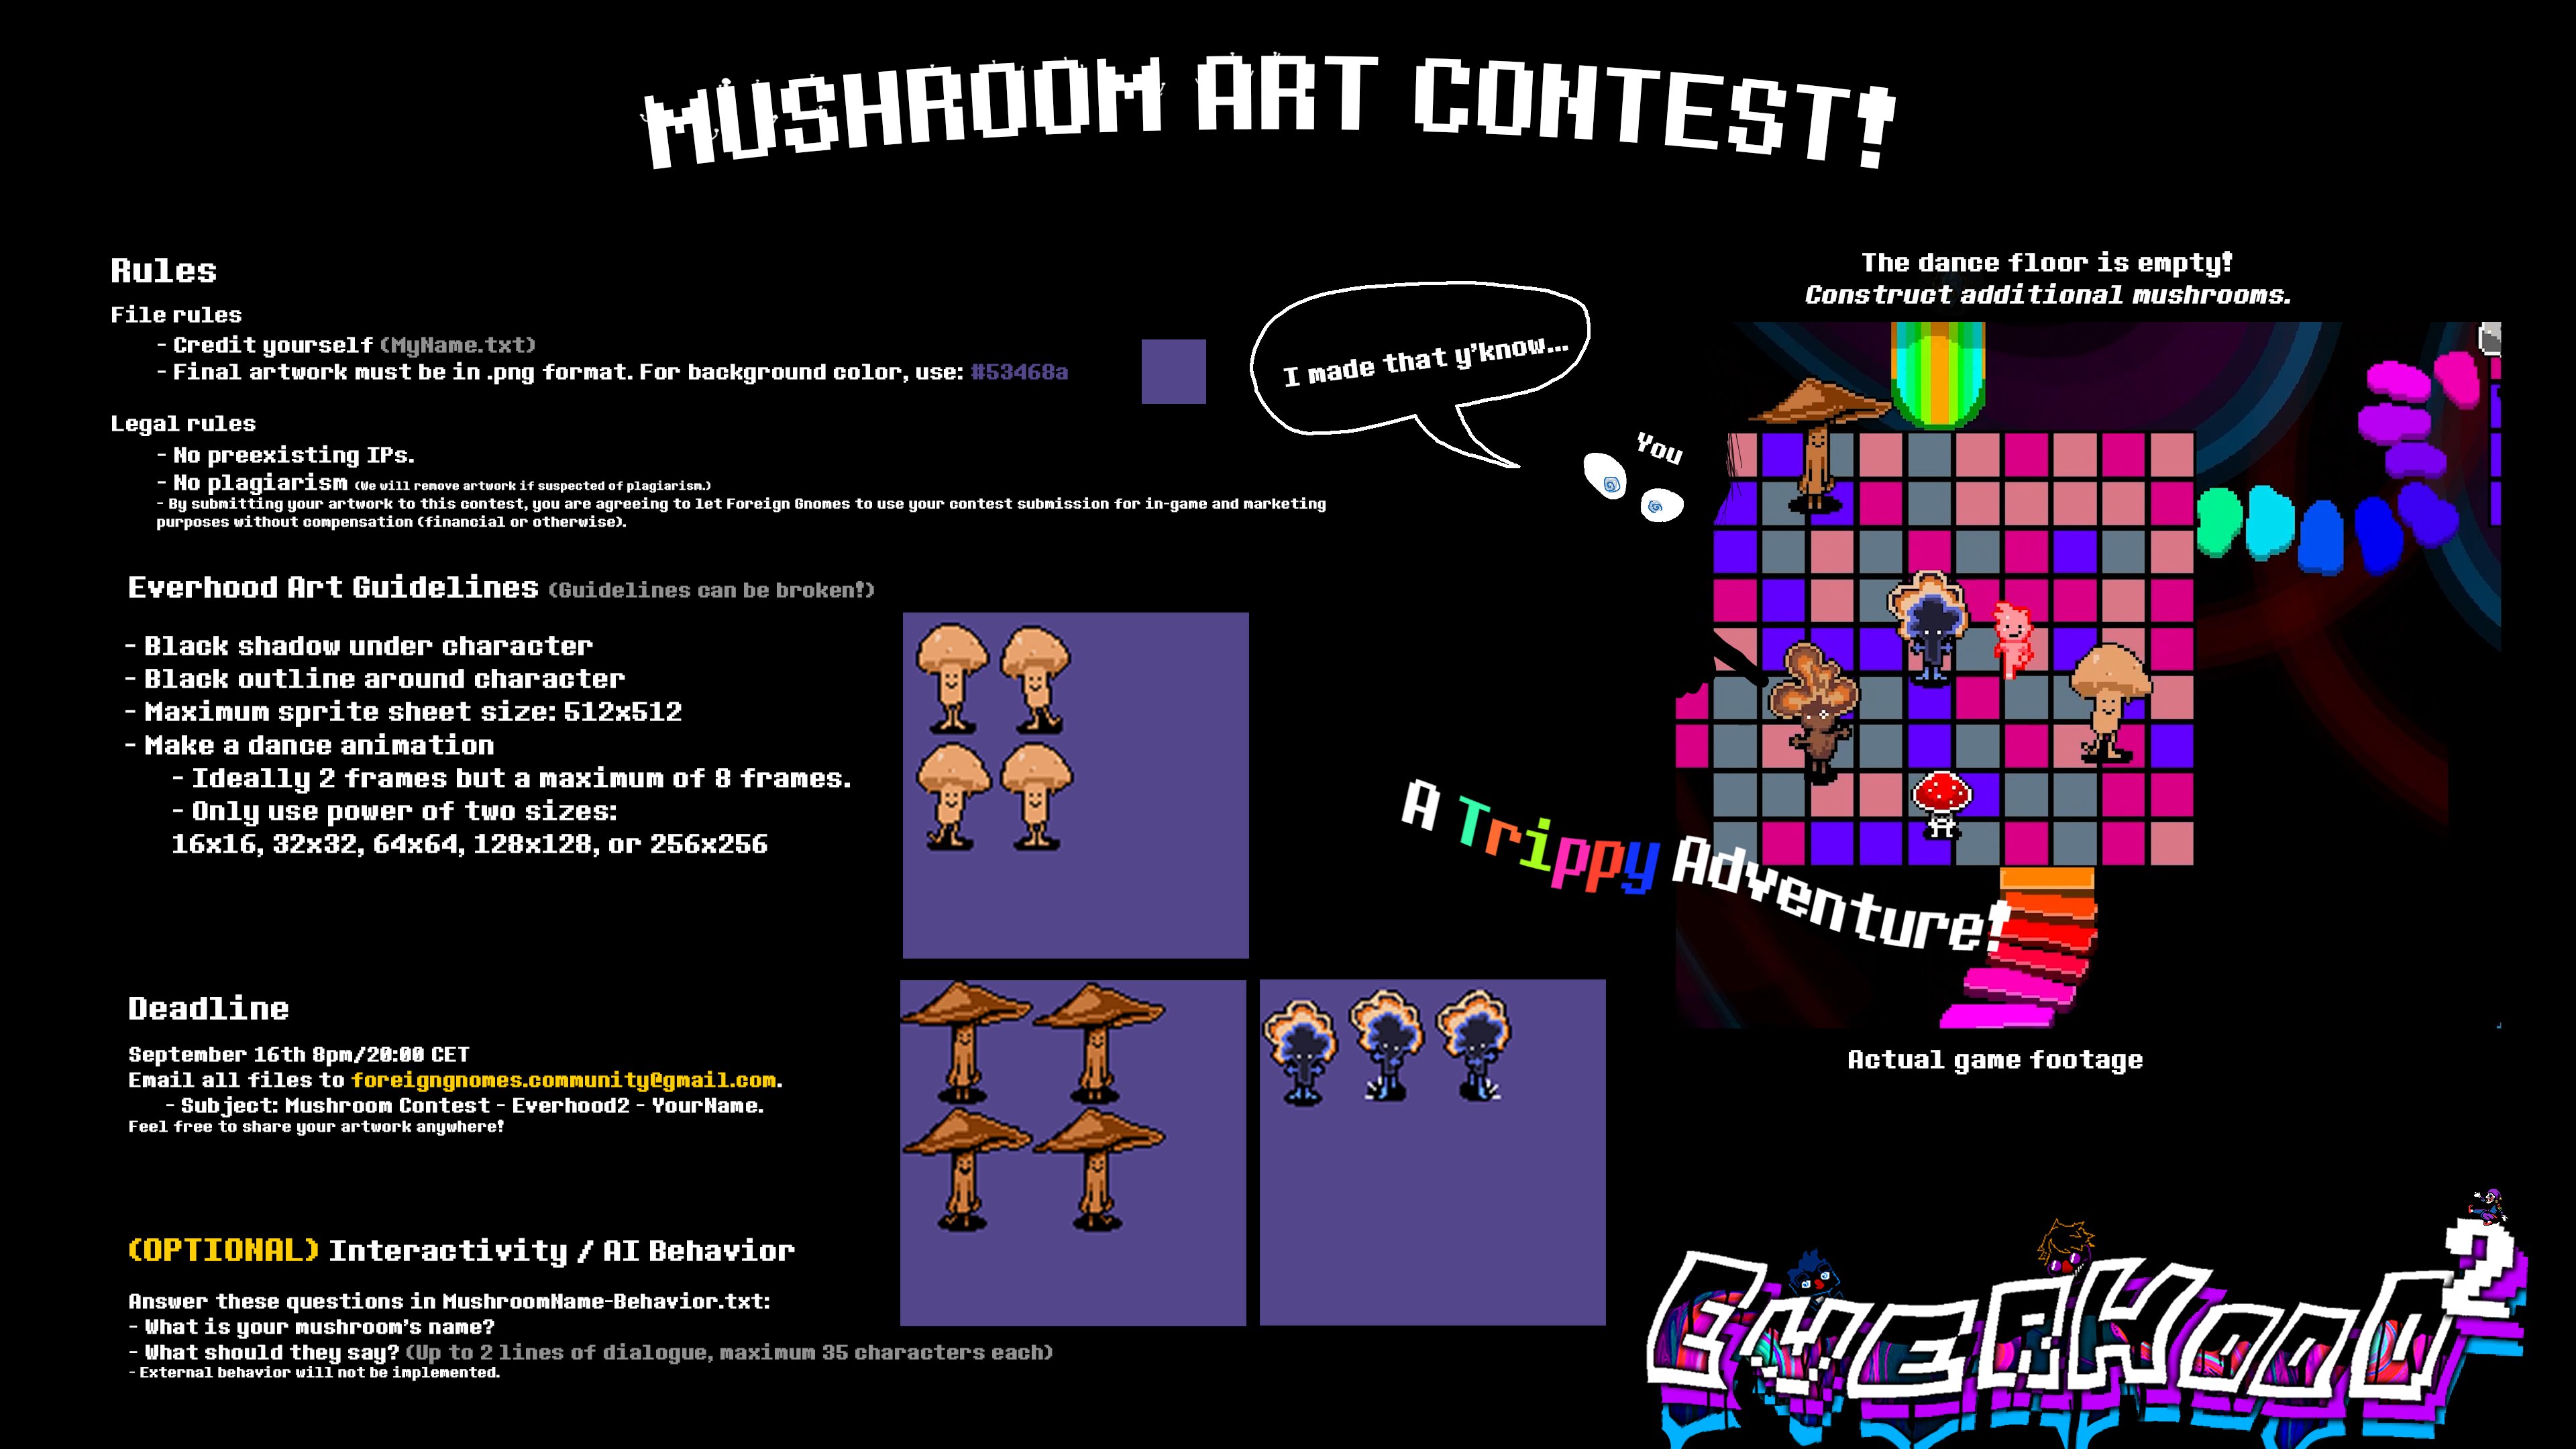 MUSHROOM ART CONTEST!
Rules
File rules
- Credit yourself (MyName.txt)
- Final artwork must be in .png format. For background color, use: #53468a
Legal rules
- No preexisting IPs.
- No plagiarism (We will remove artwork if suspected of plagiarism.)
- By submitting your artwork to this contest, you are agreeing to let Foreign Gnomes to use your contest submission for in-game and marketing
purposes without compensation (financial or otherwise).
I made that y'know...
You
The dance floor is empty!
Construct additional mushrooms.
Everhood Art Guidelines (Guidelines can be broken!)
- Black shadow under character
- Black outline around character
- Maximum sprite sheet size: 512x512
- Make a dance animation
- Ideally 2 frames but a maximum of 8 frames.
- Only use power of two sizes:
16x16, 32x32, 64x64, 128x128, or 256x256
A Trippy Adventure!
Actual game footage
Deadline
September 16th 8pm/20:00 CET
Email all files to foreigngnomes.community@gmail.com.
- Subject: Mushroom Contest - Everhood2 - YourName.
Feel free to share your artwork anywhere!
(OPTIONAL) Interactivity / AI Behavior
Answer these questions in MushroomName-Behavior.txt:
- What is your mushroom's name?
- What should they say? (Up to 2 lines of dialogue, maximum 35 characters each)
- External behavior will not be implemented.
EVERHOOD 2